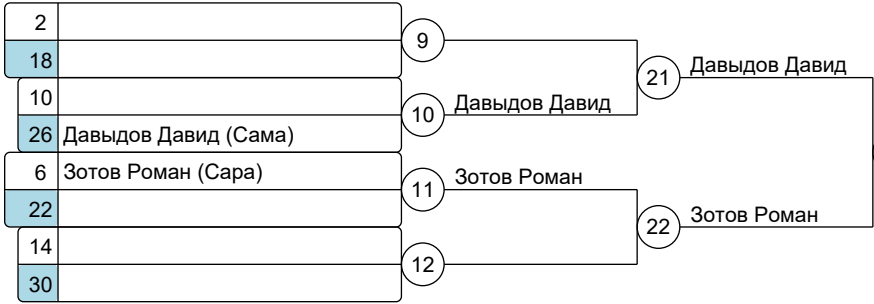 2
9
18
21 Давыдов Давид
10
10 Давыдов Давид
26 Давыдов Давид (Сама)
6 Зотов Роман (Сара)
11 Зотов Роман
22
22 Зотов Роман
14
12
30